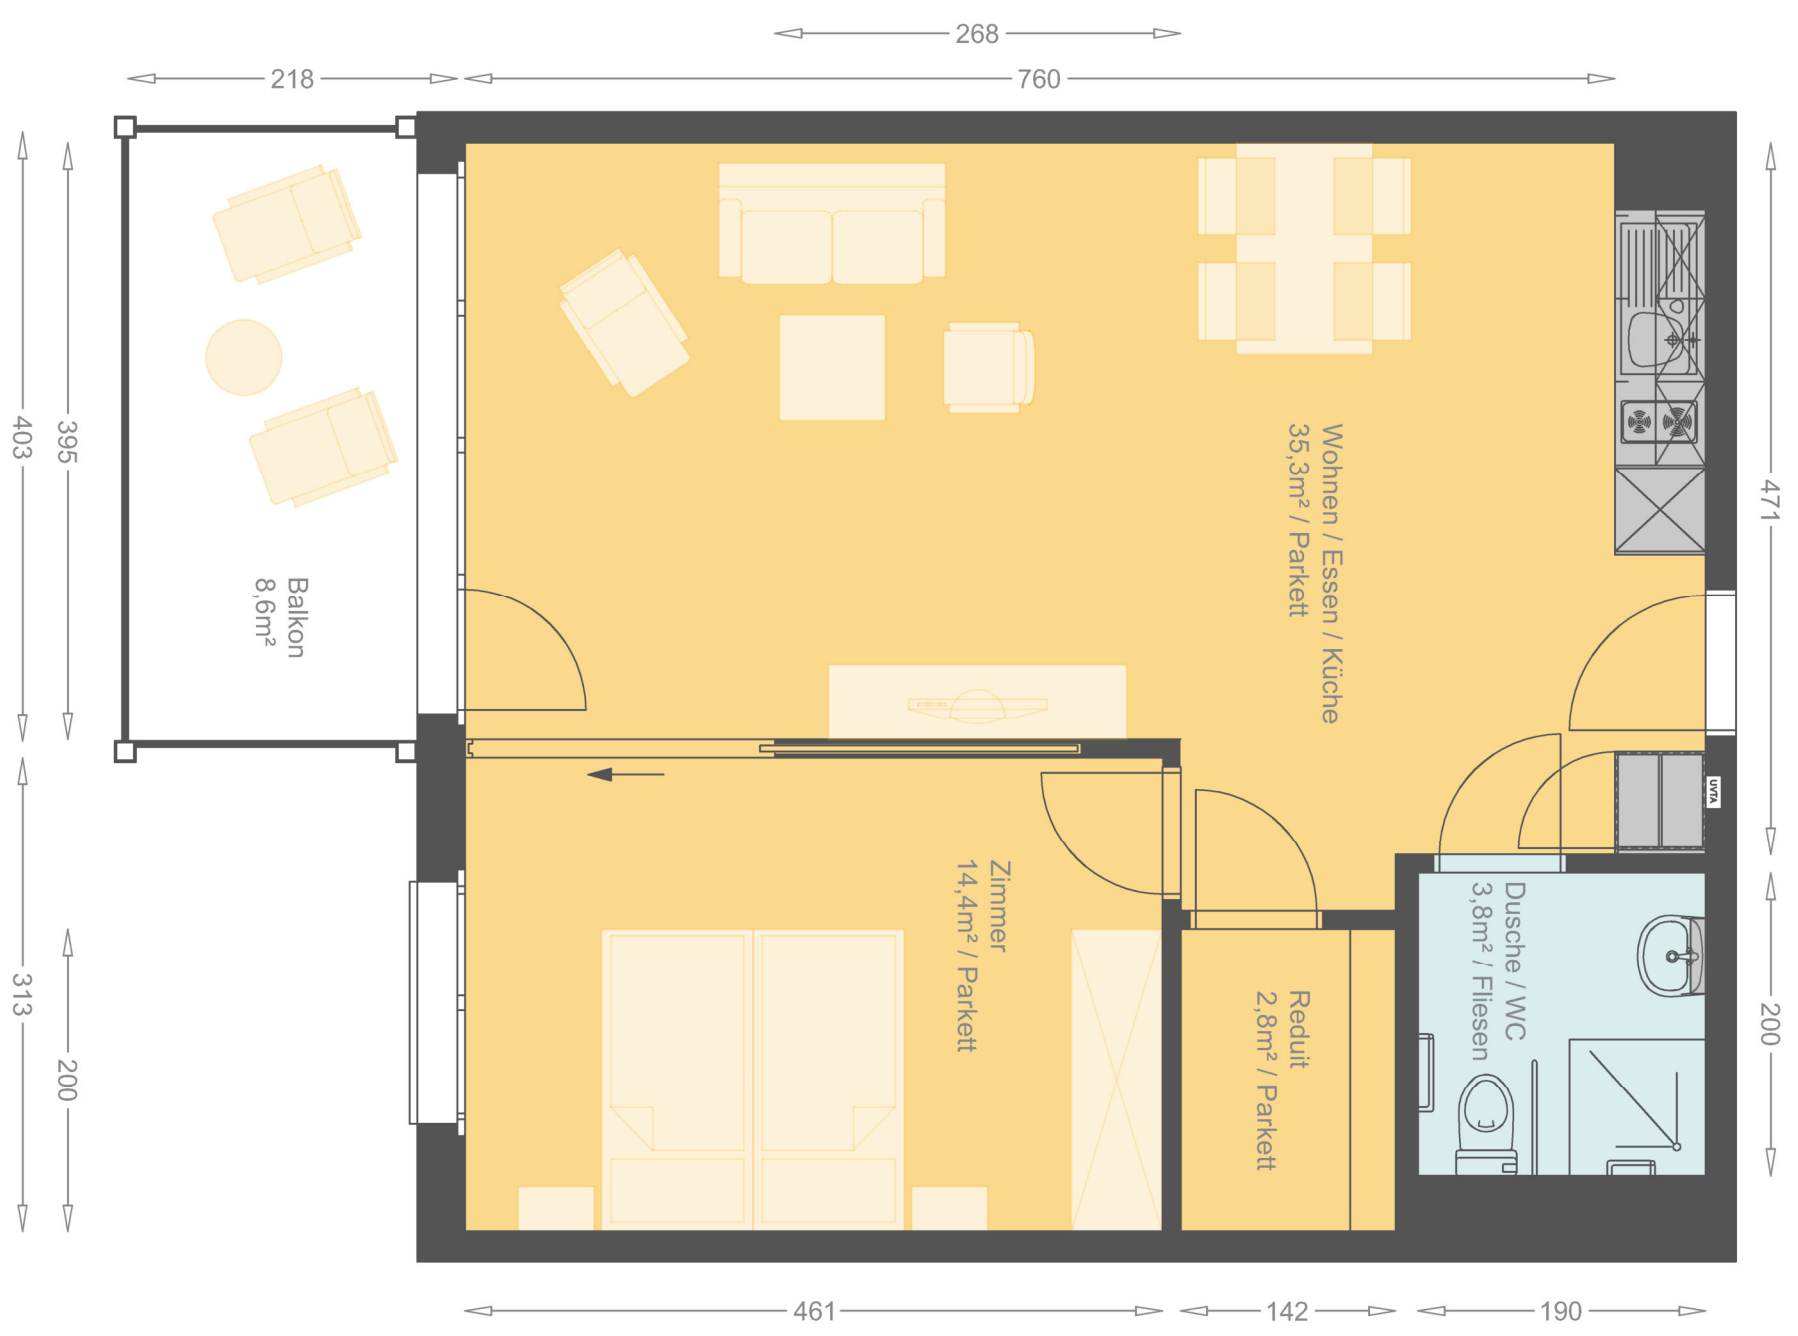 268
218
760
403
395
471
Wohnen / Essen / Küche
35,3m² / Parkett
Balkon
8,6m²
UVTA
Zimmer
14,4m² / Parkett
Dusche / WC
3,8m² / Fliesen
Reduit
2,8m² / Parkett
313
200
200
461
142
190